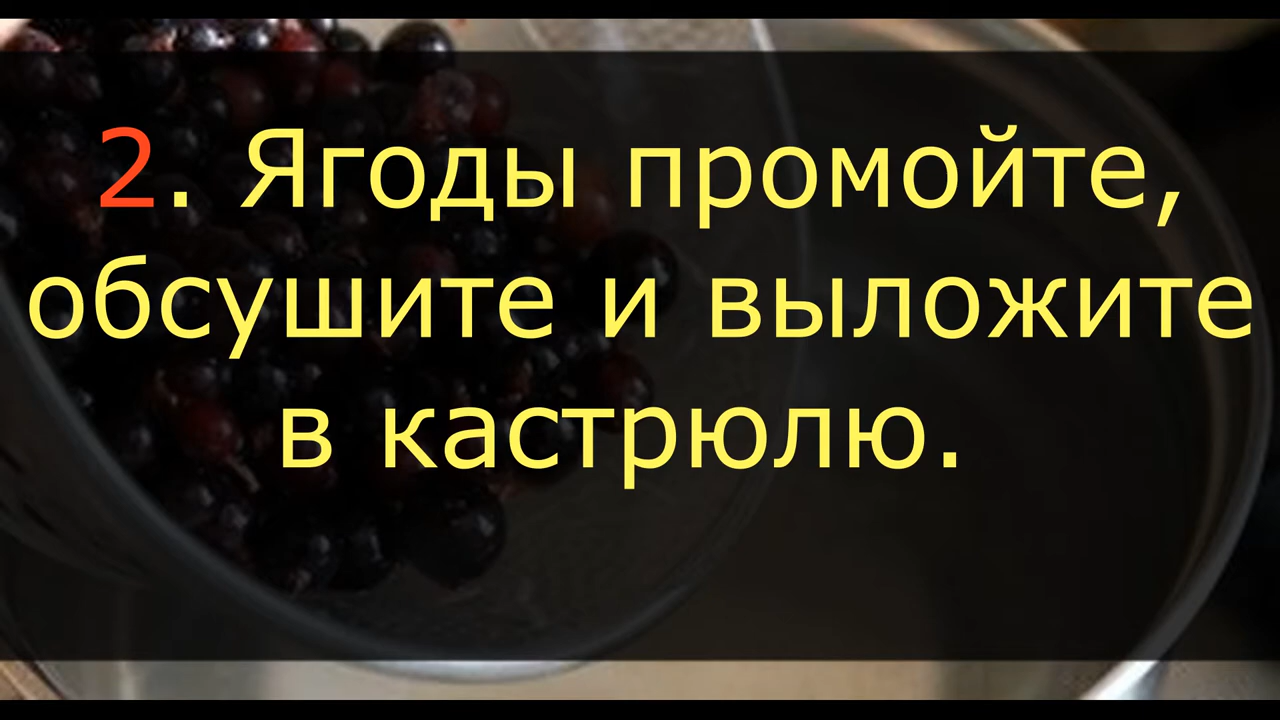 2. Ягоды промойте,
обсушите и выложите
в кастрюлю.